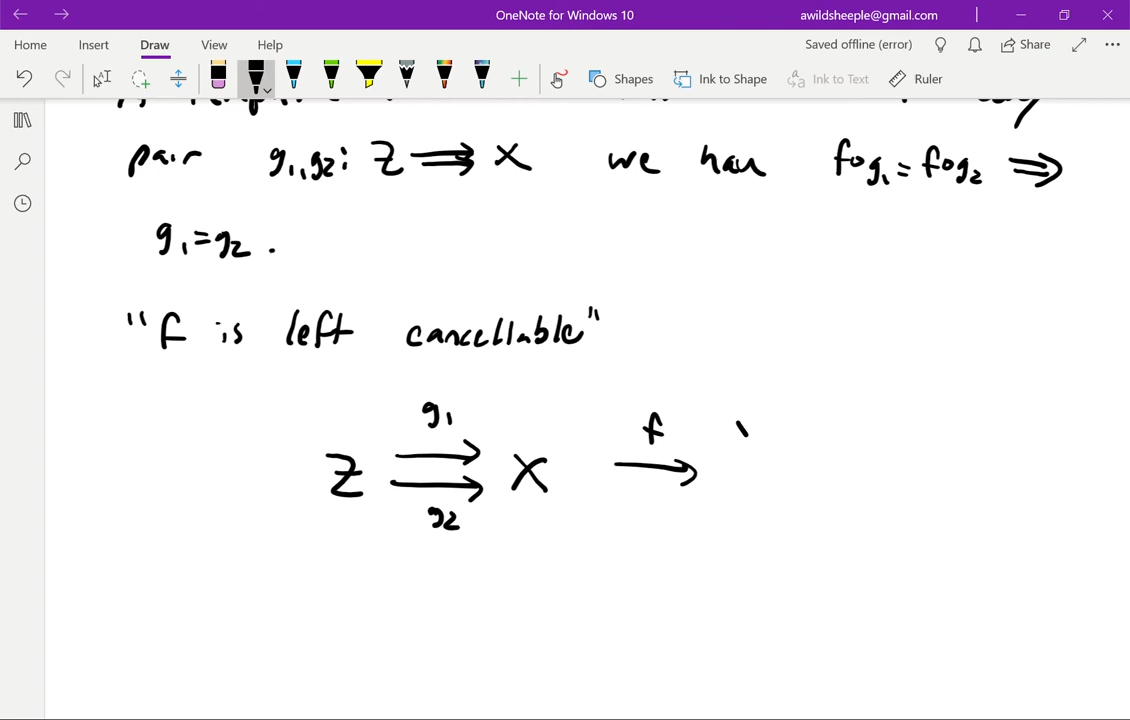 OneNote for Windows 10
awildsheeple@gmail.com
Home Insert Draw View Help
Saved offline (error)
Share
Shapes
Ink to Shape
Ink to Text
Ruler
pair g₁,g₂: Z ⇉ X we have f∘g₁ = f∘g₂ ⇒
g₁=g₂.
"f is left cancellable"
g₁ f
Z ⇉ X →
g₂